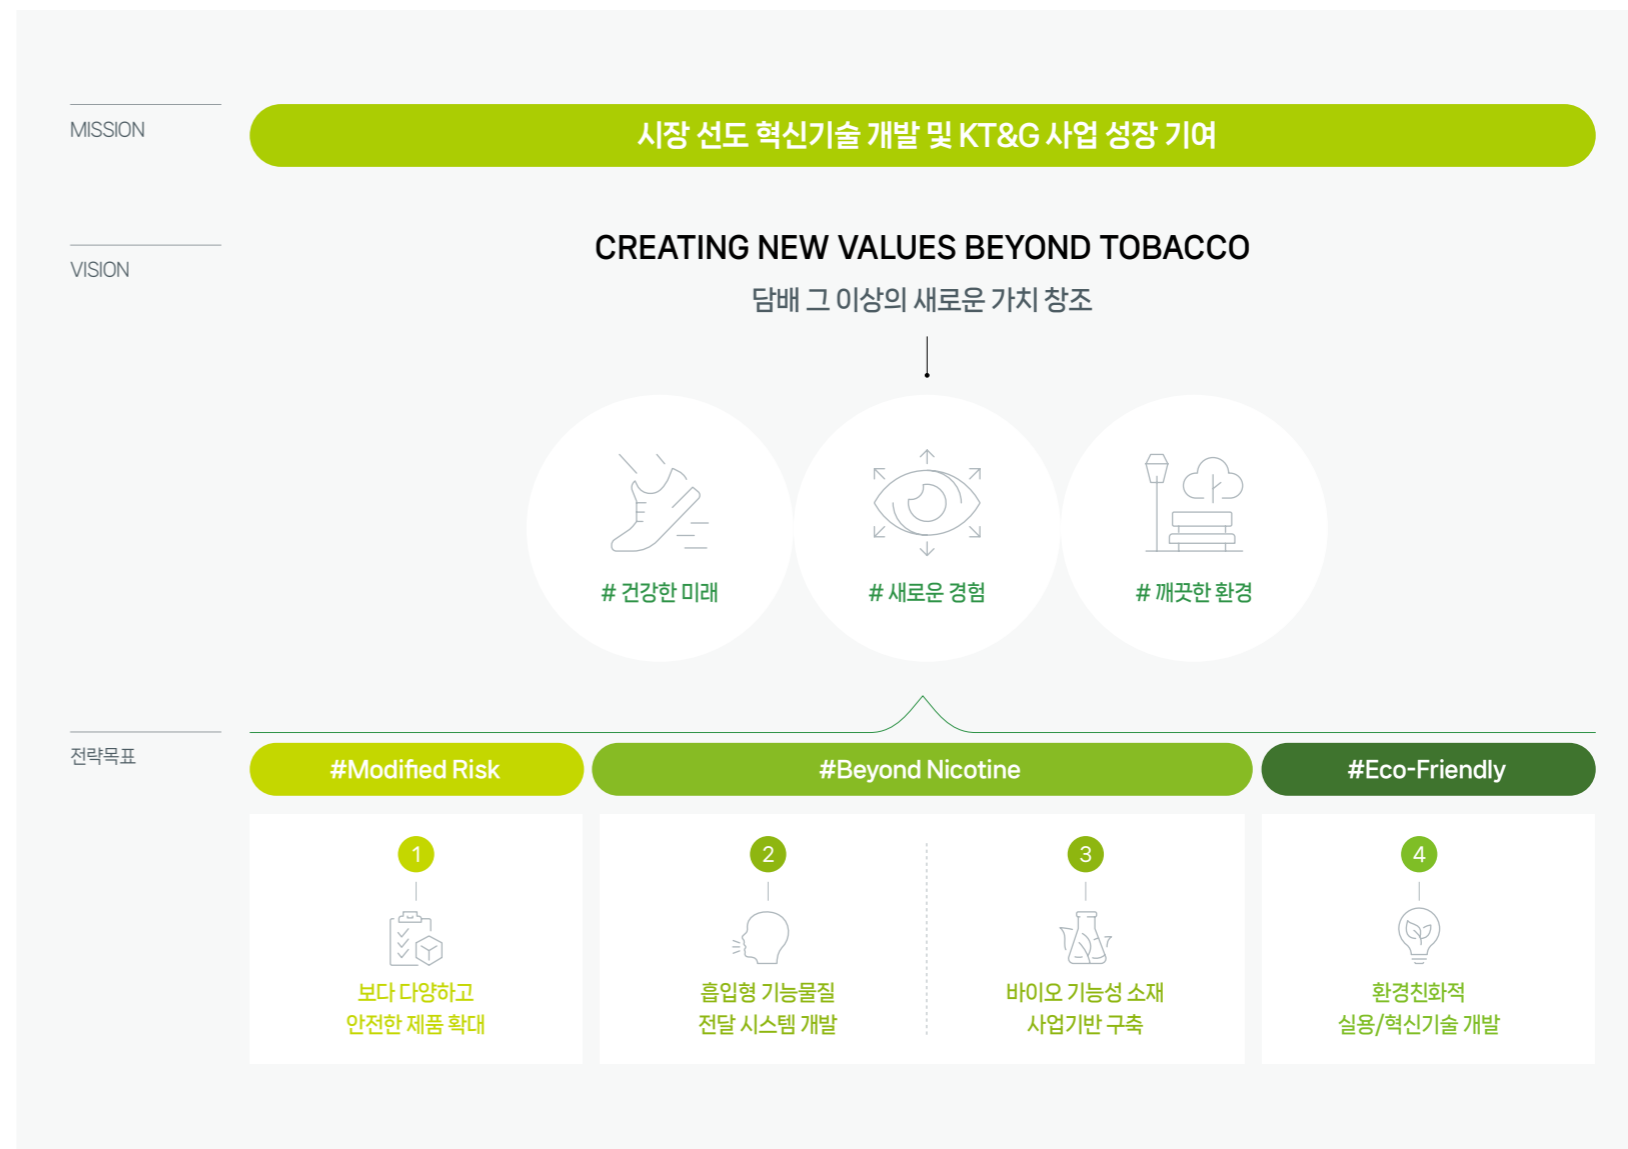 MISSION
시장 선도 혁신기술 개발 및 KT&G 사업 성장 기여
VISION
CREATING NEW VALUES BEYOND TOBACCO
담배 그 이상의 새로운 가치 창조
# 건강한 미래
# 새로운 경험
# 깨끗한 환경
전략목표
#Modified Risk
#Beyond Nicotine
#Eco-Friendly
1
보다 다양하고
안전한 제품 확대
2
흡입형 기능물질
전달 시스템 개발
3
바이오 기능성 소재
사업기반 구축
4
환경친화적
실용/혁신기술 개발